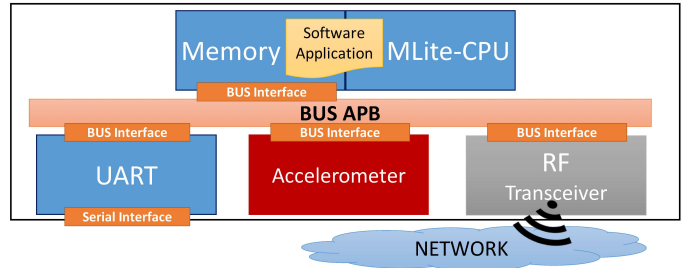 Software
Application
Memory
MLite-CPU
BUS Interface
BUS APB
BUS Interface
BUS Interface
BUS Interface
UART
Accelerometer
RF
Transceiver
Serial Interface
NETWORK